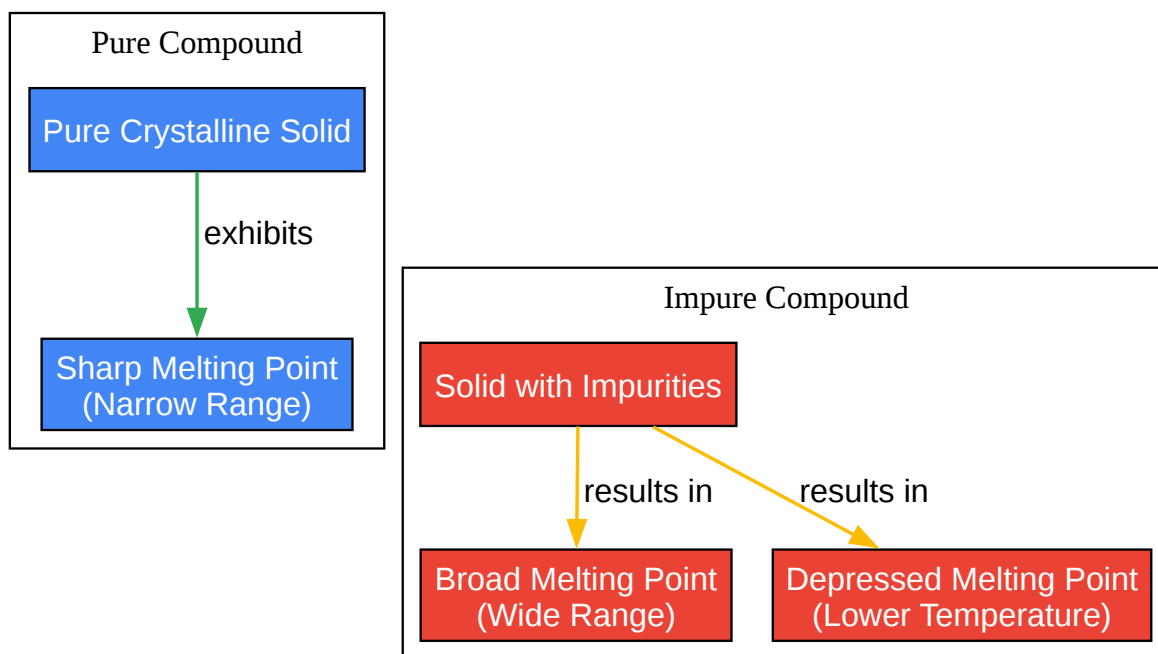 Pure Compound
Pure Crystalline Solid
exhibits
Sharp Melting Point
(Narrow Range)
Impure Compound
Solid with Impurities
results in
results in
Broad Melting Point
(Wide Range)
Depressed Melting Point
(Lower Temperature)